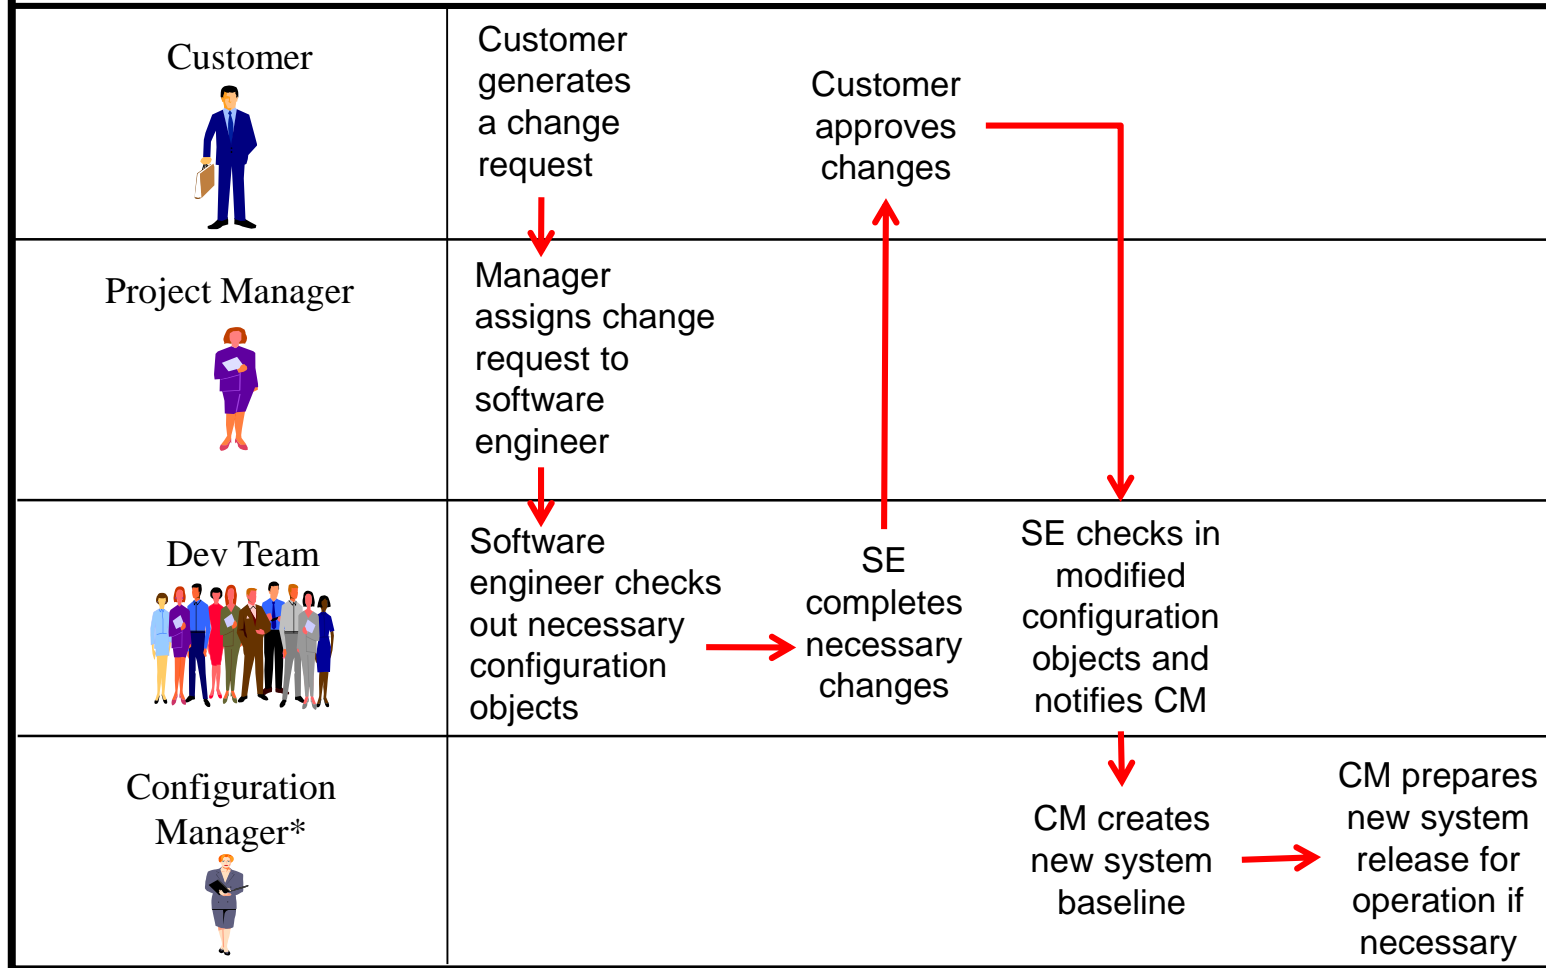 Customer
Customer
generates
a change
request
Customer
approves
changes
Project Manager
Manager
assigns change
request to
software
engineer
Dev Team
Software
engineer checks
out necessary
configuration
objects
SE
completes
necessary
changes
SE checks in
modified
configuration
objects and
notifies CM
Configuration
Manager*
CM creates
new system
baseline
CM prepares
new system
release for
operation if
necessary